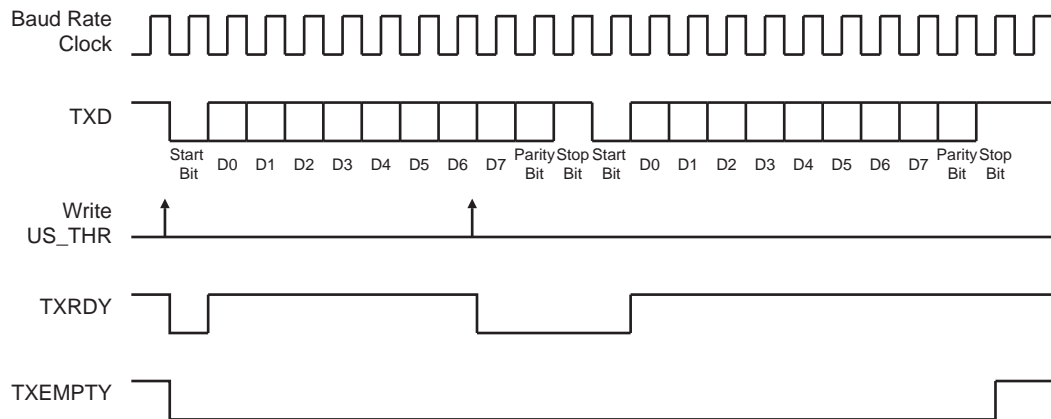 Baud Rate
Clock
TXD
Start
Bit
D0 D1 D2 D3 D4 D5 D6 D7
Parity
Bit
Stop
Bit
Start
Bit
D0 D1 D2 D3 D4 D5 D6 D7
Parity
Bit
Stop
Bit
Write
US_THR
TXRDY
TXEMPTY